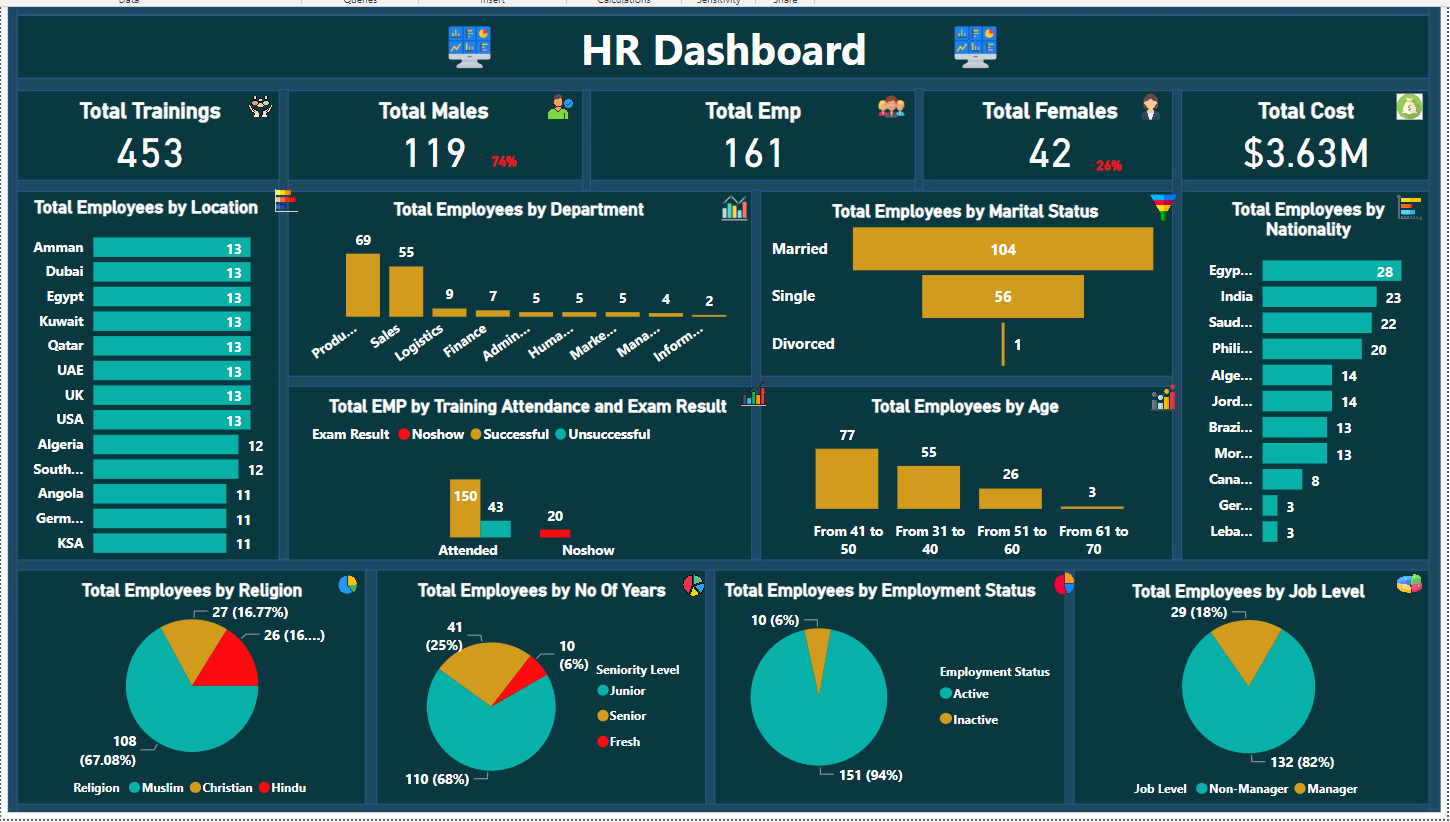 Data
Queries
Insert
Calculations
Sensitivity
Share
HR Dashboard
Total Trainings
453
Total Males
119
74%
Total Emp
161
Total Females
42
26%
Total Cost
$3.63M
Total Employees by Location
Amman 13
Dubai 13
Egypt 13
Kuwait 13
Qatar 13
UAE 13
UK 13
USA 13
Algeria 12
South... 12
Angola 11
Germ... 11
KSA 11
Total Employees by Department
69
55
9
7
5
5
5
4
2
Produ...
Sales
Logistics
Finance
Admin...
Huma...
Marke...
Mana...
Inform...
Total Employees by Marital Status
Married 104
Single 56
Divorced 1
Total Employees by
Nationality
Egyp... 28
India 23
Saud... 22
Phili... 20
Alge... 14
Jord... 14
Brazi... 13
Mor... 13
Cana... 8
Ger... 3
Leba... 3
Total EMP by Training Attendance and Exam Result
Exam Result Noshow Successful Unsuccessful
150
43
20
Attended
Noshow
Total Employees by Age
77
55
26
3
From 41 to
50
From 31 to
40
From 51 to
60
From 61 to
70
Total Employees by Religion
27 (16.77%)
26 (16....)
108
(67.08%)
Religion Muslim Christian Hindu
Total Employees by No Of Years
41
(25%)
10
(6%)
110 (68%)
Seniority Level
Junior
Senior
Fresh
Total Employees by Employment Status
10 (6%)
151 (94%)
Employment Status
Active
Inactive
Total Employees by Job Level
29 (18%)
132 (82%)
Job Level Non-Manager Manager